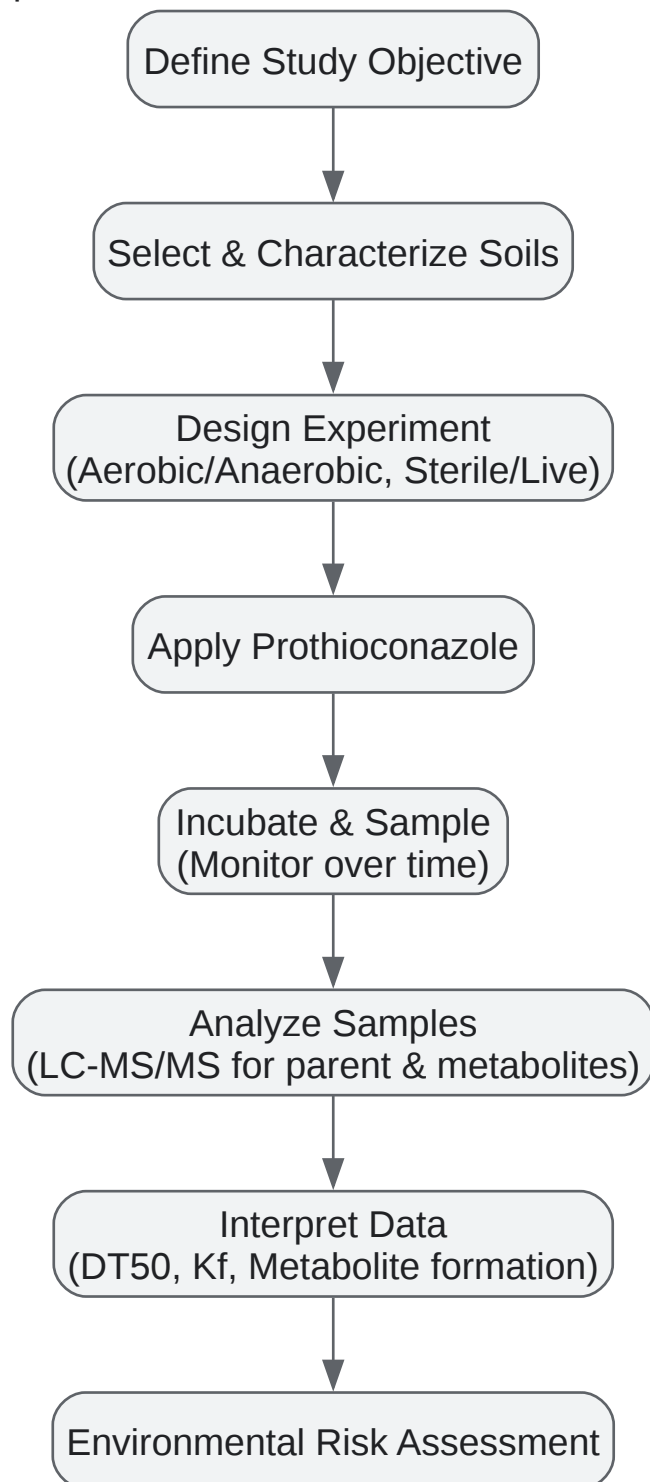 Define Study Objective
Select & Characterize Soils
Design Experiment
(Aerobic/Anaerobic, Sterile/Live)
Apply Prothioconazole
Incubate & Sample
(Monitor over time)
Analyze Samples
(LC-MS/MS for parent & metabolites)
Interpret Data
(DT50, Kf, Metabolite formation)
Environmental Risk Assessment